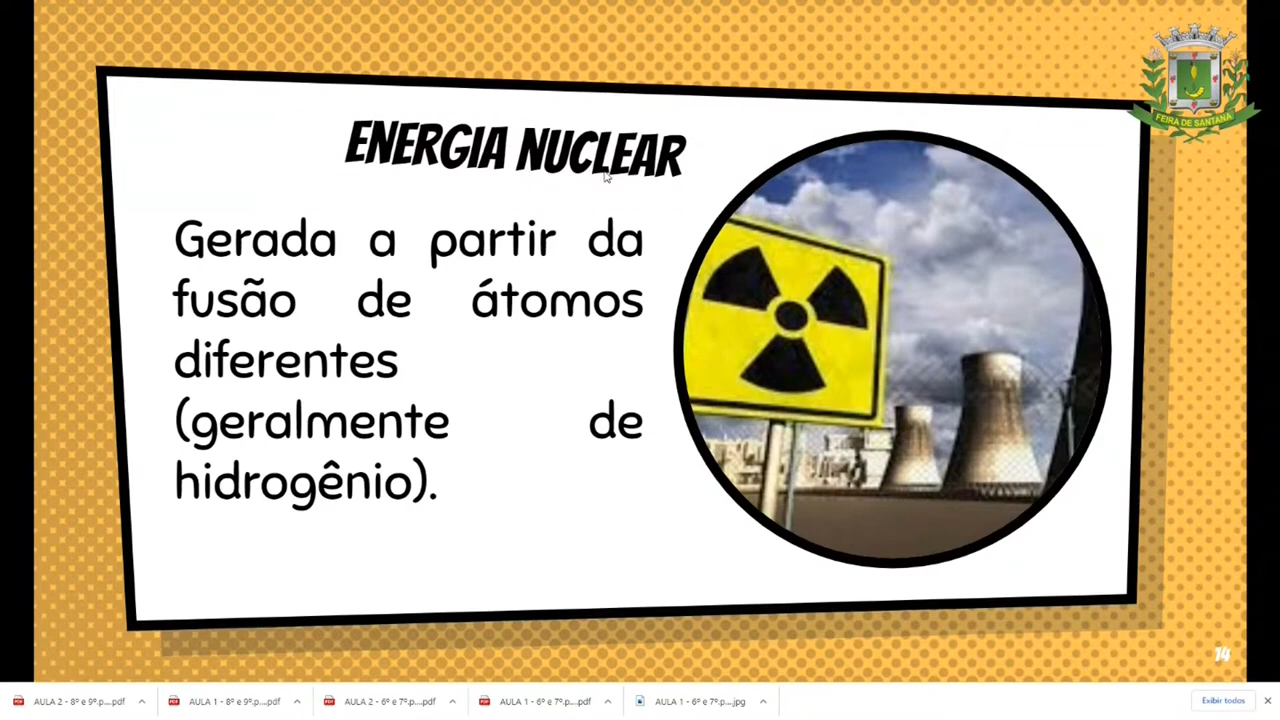 FEIRA DE SANTANA
ENERGIA NUCLEAR
Gerada a partir da
fusão de átomos
diferentes
(geralmente de
hidrogênio).
14
AULA 2 - 8º e 9º.p....pdf
AULA 1 - 8º e 9º.p....pdf
AULA 2 - 6º e 7º.p....pdf
AULA 1 - 6º e 7º.p....pdf
AULA 1 - 6º e 7º.p....jpg
Exibir todos